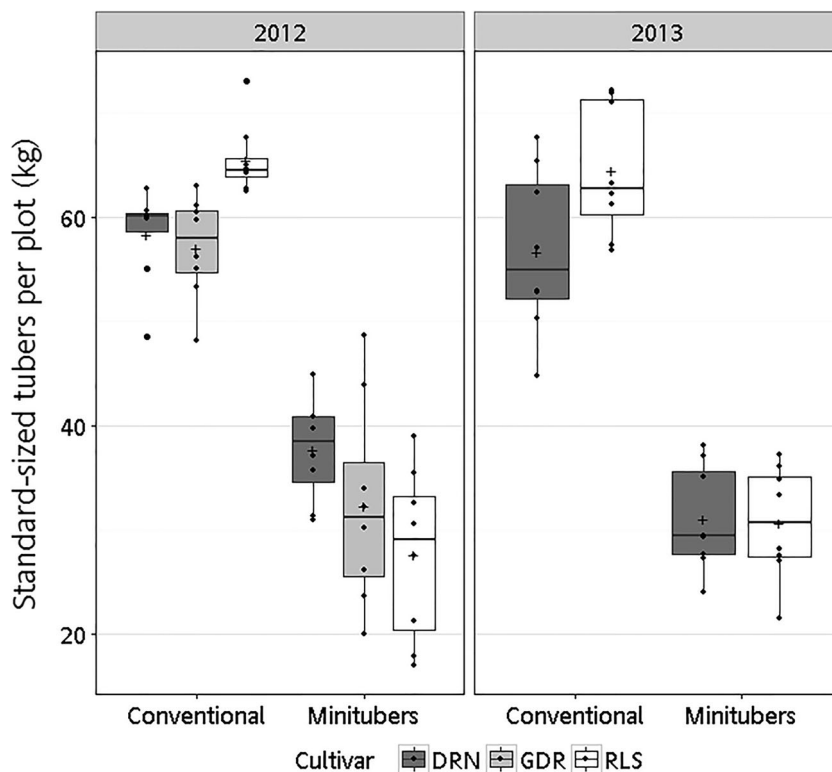 2012 2013
Standard-sized tubers per plot (kg)
60
40
20
Conventional Minitubers Conventional Minitubers
Cultivar DRN GDR RLS